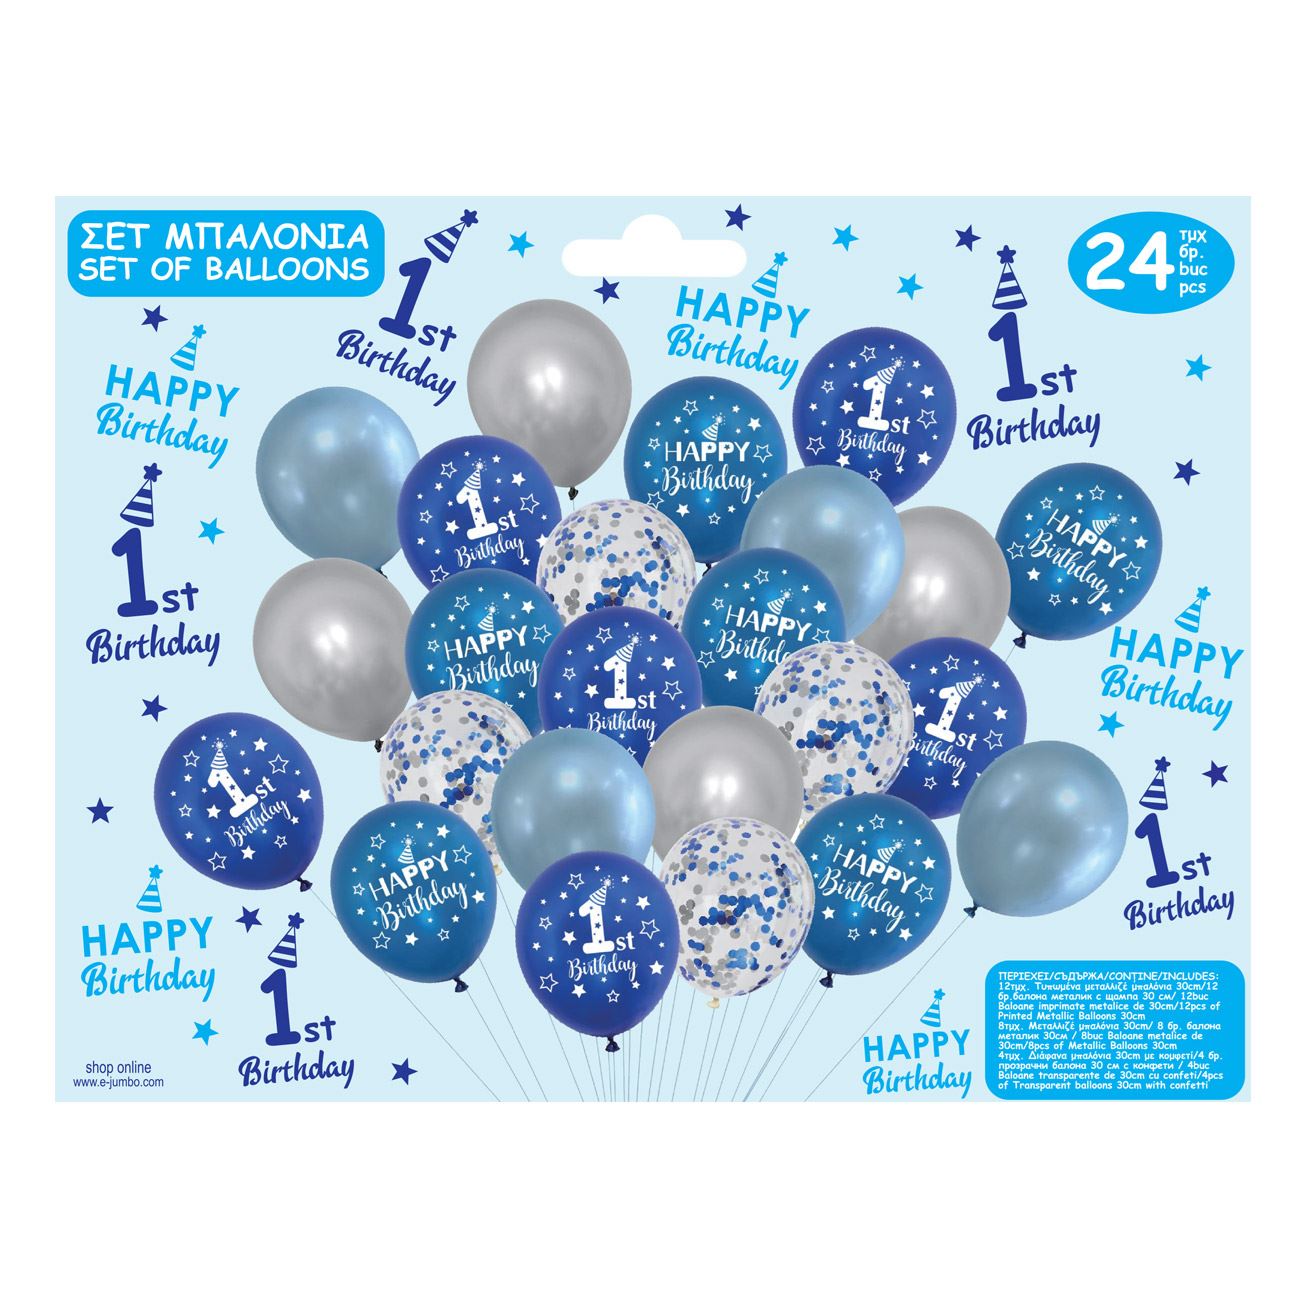 ΣΕΤ ΜΠΑΛΟΝΙΑ
SET OF BALLOONS
24 τμχ
бр.
buc
pcs
1st
Birthday
HAPPY
Birthday
1st
Birthday
HAPPY
Birthday
1st
Birthday
HAPPY
Birthday
1st
Birthday
HAPPY
Birthday
1st
Birthday
HAPPY
Birthday
1st
Birthday
HAPPY
Birthday
1st
Birthday
HAPPY
Birthday
1st
Birthday
HAPPY
Birthday
1st
Birthday
1st
Birthday
HAPPY
Birthday
HAPPY
Birthday
1st
Birthday
HAPPY
Birthday
1st
Birthday
HAPPY
Birthday
shop online
www.e-jumbo.com
ΠΕΡΙΕΧΕΙ/СЪДЪРЖА/CONȚINE/INCLUDES:
12τμχ. Τυπωμένα μεταλλιζέ μπαλόνια 30cm/12
бр.балона металик с щампа 30 см/ 12buc
Baloane imprimate metalice de 30cm/12pcs of
Printed Metallic Balloons 30cm
8τμχ. Μεταλλιζέ μπαλόνια 30cm/ 8 бр. балона
металик 30см / 8buc Baloane metalice de
30cm/8pcs of Metallic Balloons 30cm
4τμχ. Διάφανα μπαλόνια 30cm με κομφετί/4 бр.
прозрачни балона 30 см с конфети / 4buc
Baloane transparente de 30cm cu confeti/4pcs
of Transparent balloons 30cm with confetti